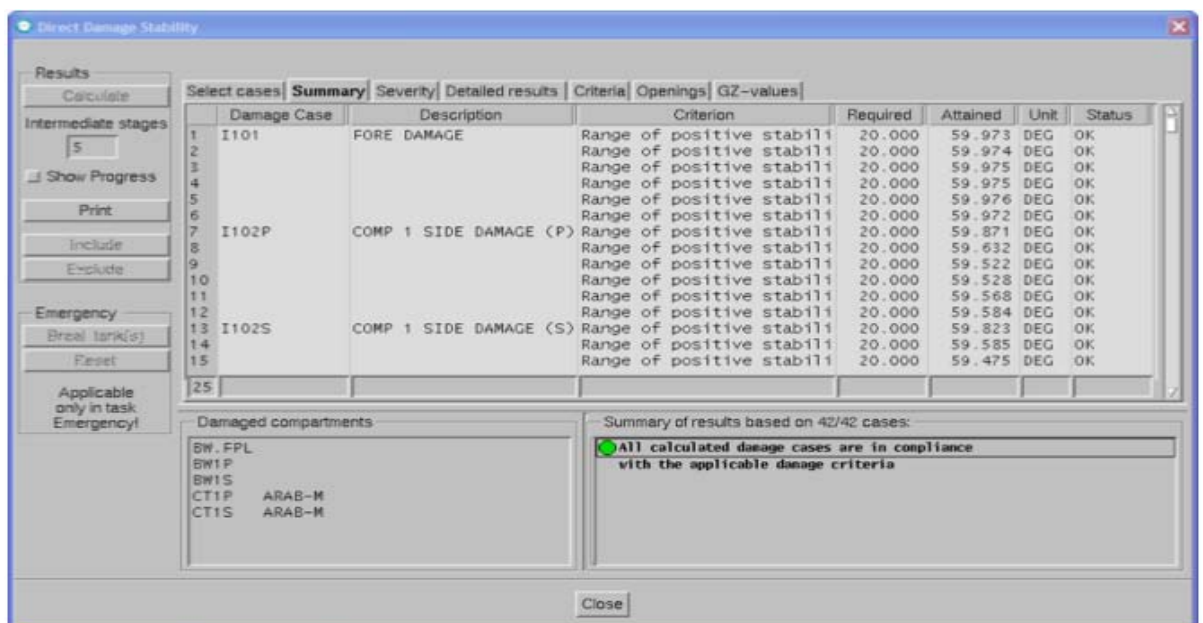 Direct Damage Stability
Results
Calculate
Intermediate stages
5
Show Progress
Print
Include
Exclude
Emergency
Break tank(s)
Reset
Applicable
only in task
Emergency!
Select cases Summary Severity Detailed results Criteria Openings GZ-values
Damage Case Description Criterion Required Attained Unit Status
1 I101 FORE DAMAGE Range of positive stabili 20.000 59.973 DEG OK
2 Range of positive stabili 20.000 59.974 DEG OK
3 Range of positive stabili 20.000 59.975 DEG OK
4 Range of positive stabili 20.000 59.975 DEG OK
5 Range of positive stabili 20.000 59.976 DEG OK
6 Range of positive stabili 20.000 59.972 DEG OK
7 I102P COMP 1 SIDE DAMAGE (P) Range of positive stabili 20.000 59.871 DEG OK
8 Range of positive stabili 20.000 59.632 DEG OK
9 Range of positive stabili 20.000 59.522 DEG OK
10 Range of positive stabili 20.000 59.528 DEG OK
11 Range of positive stabili 20.000 59.568 DEG OK
12 Range of positive stabili 20.000 59.584 DEG OK
13 I102S COMP 1 SIDE DAMAGE (S) Range of positive stabili 20.000 59.823 DEG OK
14 Range of positive stabili 20.000 59.585 DEG OK
15 Range of positive stabili 20.000 59.475 DEG OK
25
Damaged compartments
BW.FPL
BW1P
BW1S
CT1P ARAB-M
CT1S ARAB-M
Summary of results based on 42/42 cases:
All calculated damage cases are in compliance
with the applicable damage criteria
Close